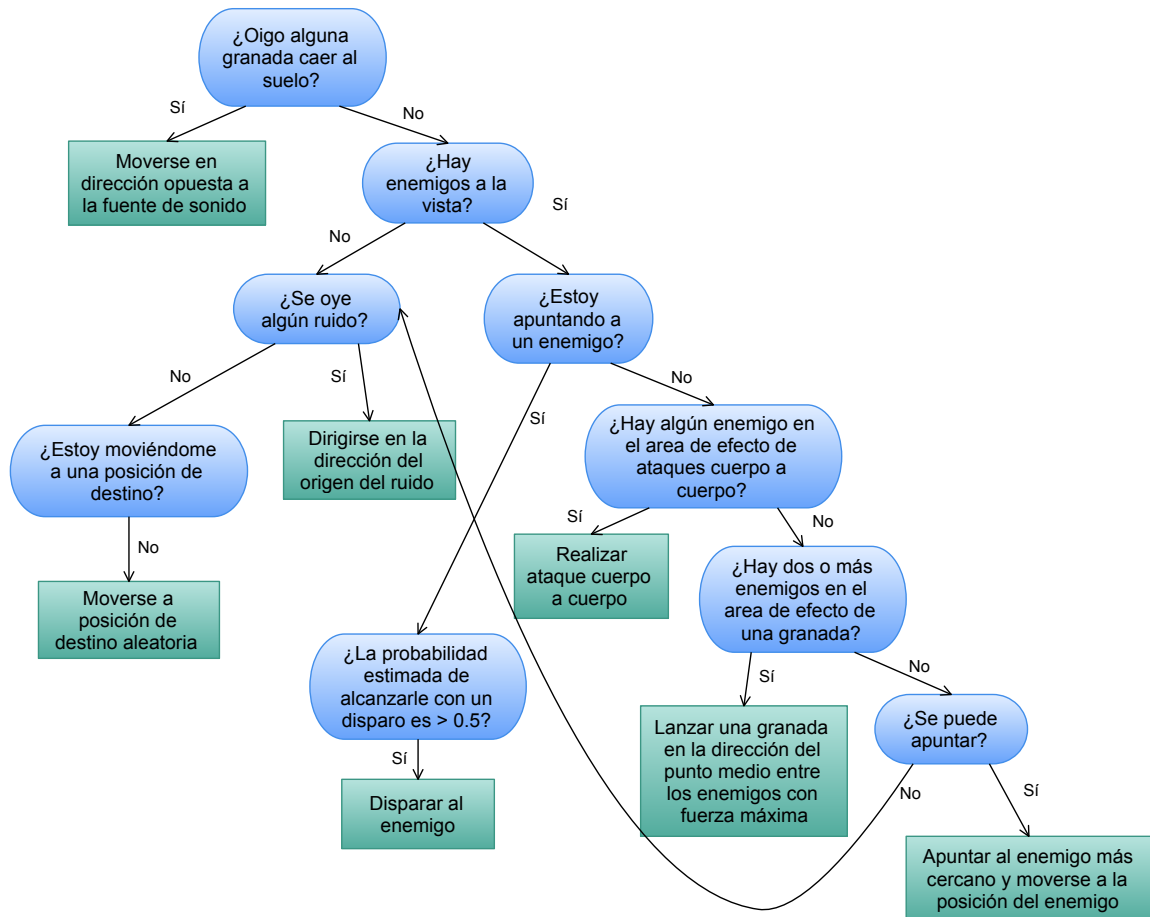 ¿Oigo alguna
granada caer al
suelo?
Sí
No
Moverse en
dirección opuesta a
la fuente de sonido
¿Hay
enemigos a la
vista?
No
Sí
¿Se oye
algún ruido?
¿Estoy
apuntando a
un enemigo?
No
Sí
Sí
No
¿Estoy moviéndome
a una posición de
destino?
Dirigirse en la
dirección del
origen del ruido
¿Hay algún enemigo en
el area de efecto de
ataques cuerpo a
cuerpo?
No
Sí
No
Moverse a
posición de
destino aleatoria
Realizar
ataque cuerpo
a cuerpo
¿Hay dos o más
enemigos en el
area de efecto de
una granada?
¿La probabilidad
estimada de
alcanzarle con un
disparo es > 0.5?
Sí
No
Sí
Disparar al
enemigo
Lanzar una granada
en la dirección del
punto medio entre
los enemigos con
fuerza máxima
¿Se puede
apuntar?
No
Sí
Apuntar al enemigo más
cercano y moverse a la
posición del enemigo